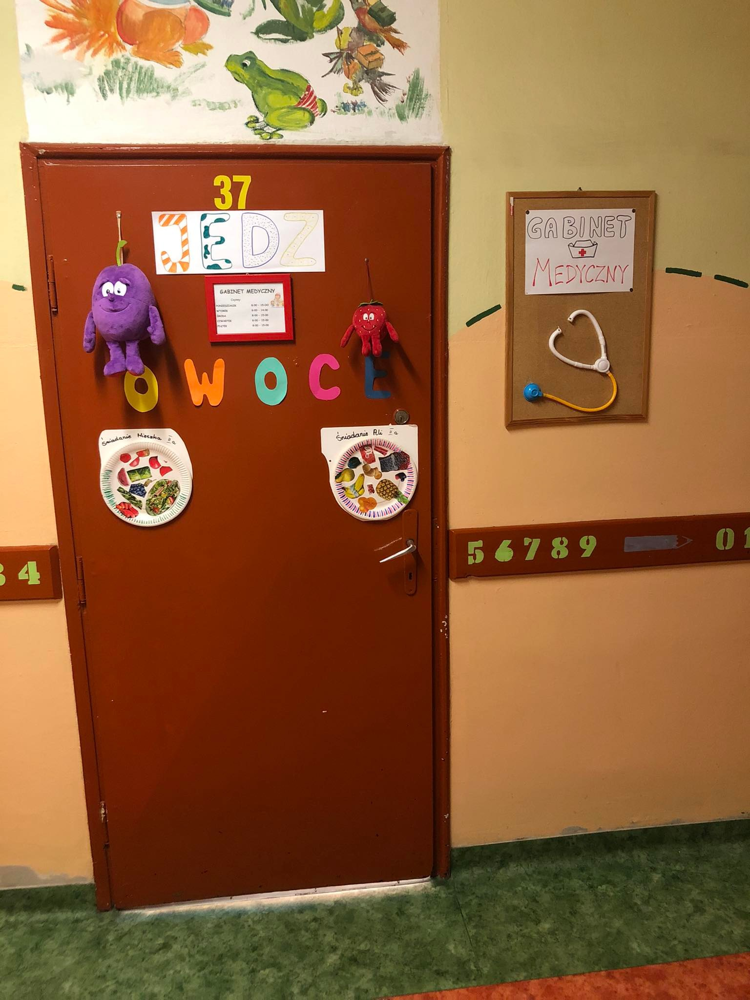 37
JEDZ
GABINET MEDYCZNY
Czynny:
PONIEDZIAŁEK 8:00 - 15:00
WTOREK 8:00 - 14:00
ŚRODA 8:00 - 15:00
CZWARTEK 8:00 - 15:00
PIĄTEK 8:00 - 15:00
OWOCE
Śniadanie Mieszka II a
Śniadanie Ali II a
GABINET
MEDYCZNY
34
56789
01